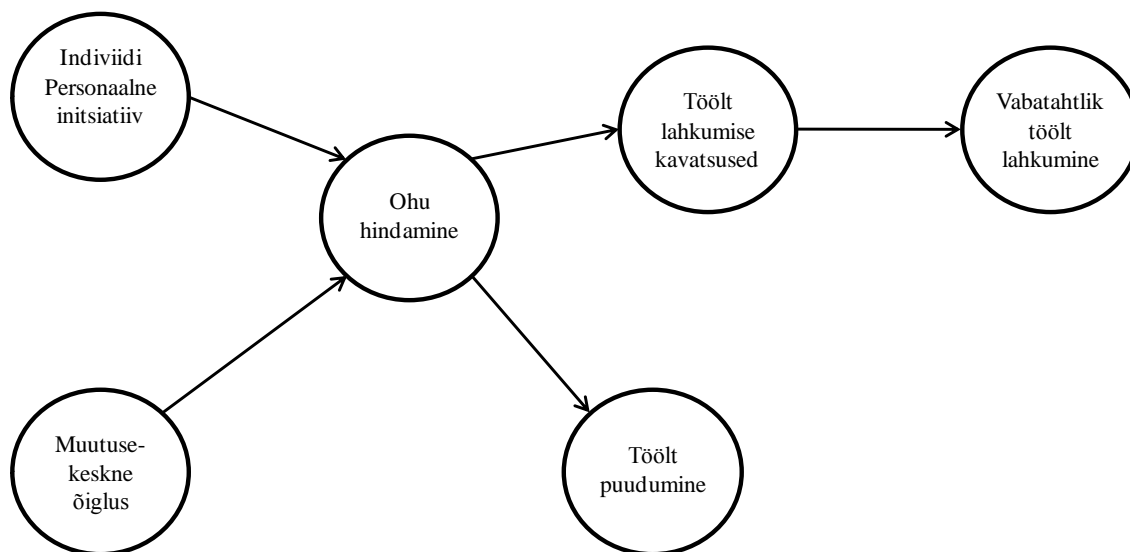 Indiviidi
Personaalne
initsiatiiv
Töölt
lahkumise
kavatsused
Vabatahtlik
töölt
lahkumine
Ohu
hindamine
Muutuse-
keskne
õiglus
Töölt
puudumine